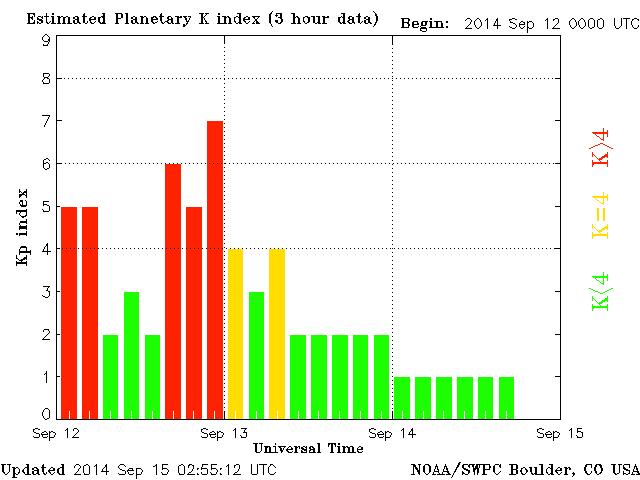 Estimated Planetary K index (3 hour data) Begin: 2014 Sep 12 0000 UTC
9
8
7
6
5
4
3
2
1
0
Kp index
K>4
K=4
K<4
Sep 12 Sep 13 Sep 14 Sep 15
Universal Time
Updated 2014 Sep 15 02:55:12 UTC NOAA/SWPC Boulder, CO USA